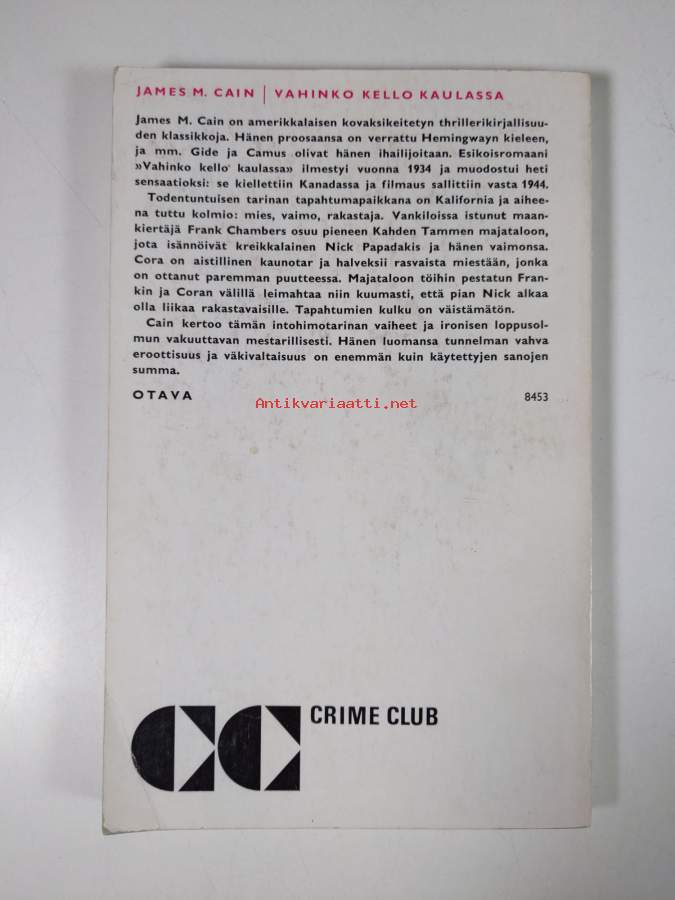 JAMES M. CAIN | VAHINKO KELLO KAULASSA
James M. Cain on amerikkalaisen kovaksikeitetyn thrillerikirjallisuu-
den klassikkoja. Hänen proosaansa on verrattu Hemingwayn kieleen,
ja mm. Gide ja Camus olivat hänen ihailijoitaan. Esikoisromaani
»Vahinko kello kaulassa» ilmestyi vuonna 1934 ja muodostui heti
sensaatioksi: se kiellettiin Kanadassa ja filmaus sallittiin vasta 1944.
Todentuntuisen tarinan tapahtumapaikkana on Kalifornia ja aihee-
na tuttu kolmio: mies, vaimo, rakastaja. Vankiloissa istunut maan-
kiertäjä Frank Chambers osuu pieneen Kahden Tammen majataloon,
jota isännöivät kreikkalainen Nick Papadakis ja hänen vaimonsa.
Cora on aistillinen kaunotar ja halveksii rasvaista miestään, jonka
on ottanut paremman puutteessa. Majataloon töihin pestatun Fran-
kin ja Coran välillä leimahtaa niin kuumasti, että pian Nick alkaa
olla liikaa rakastavaisille. Tapahtumien kulku on väistämätön.
Cain kertoo tämän intohimotarinan vaiheet ja ironisen loppusol-
mun vakuuttavan mestarillisesti. Hänen luomansa tunnelman vahva
eroottisuus ja väkivaltaisuus on enemmän kuin käytettyjen sanojen
summa.
OTAVA 8453
Antikvariaatti.net
CC CRIME CLUB